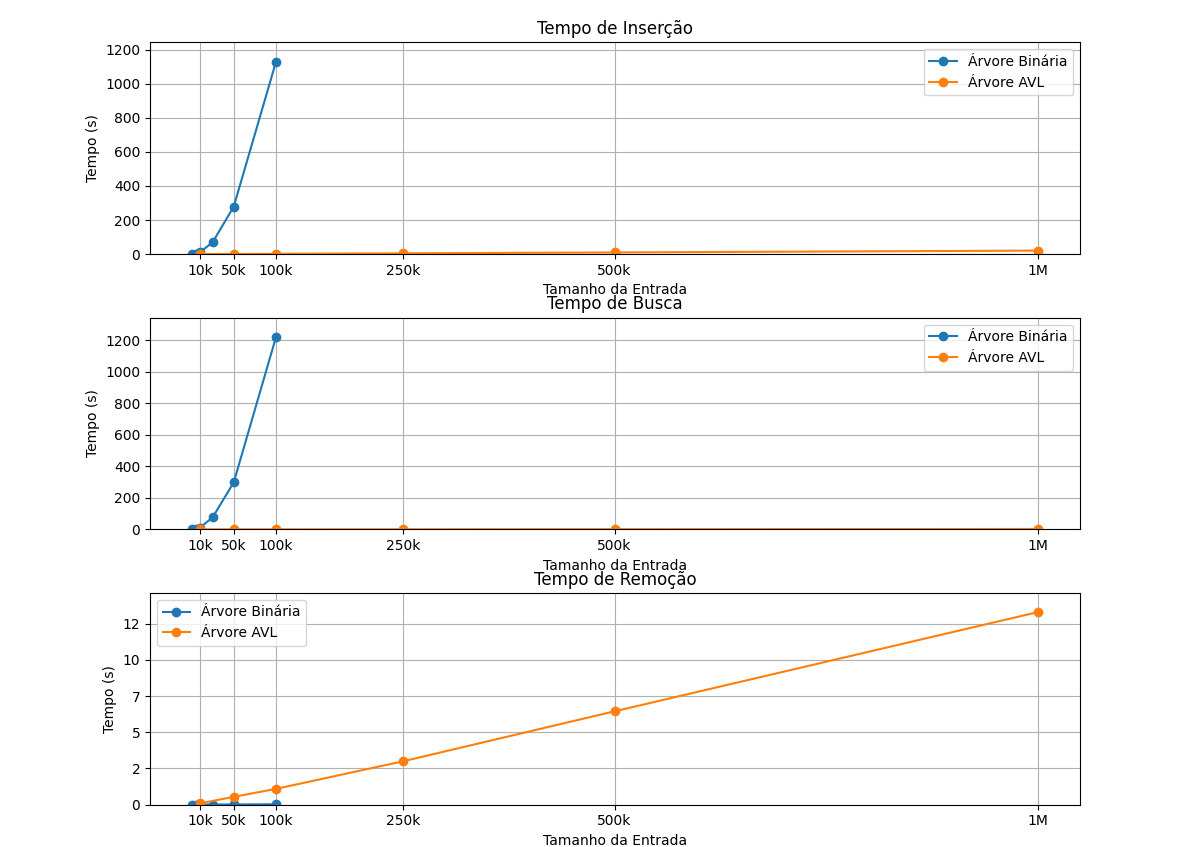 Tempo de Inserção
1200
1000
800
600
400
200
0
Tempo (s)
Árvore Binária
Árvore AVL
10k 50k 100k 250k 500k 1M
Tamanho da Entrada
Tempo de Busca
1200
1000
800
600
400
200
0
Tempo (s)
Árvore Binária
Árvore AVL
10k 50k 100k 250k 500k 1M
Tamanho da Entrada
Tempo de Remoção
12
10
7
5
2
0
Tempo (s)
Árvore Binária
Árvore AVL
10k 50k 100k 250k 500k 1M
Tamanho da Entrada